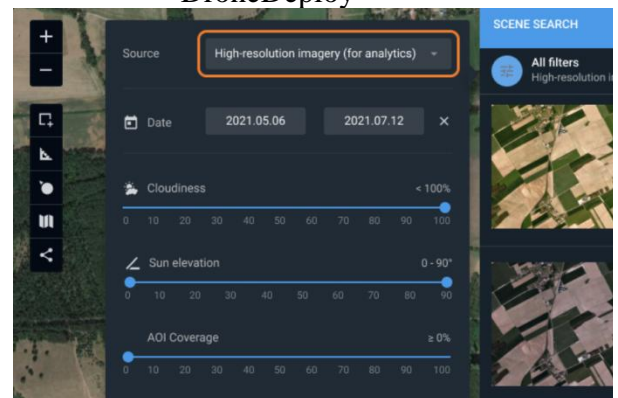 DroneDeploy
SCENE SEARCH
Source
High-resolution imagery (for analytics)
All filters
High-resolution i
Date
2021.05.06
2021.07.12
Cloudiness
< 100%
0 10 20 30 40 50 60 70 80 90 100
Sun elevation
0 - 90°
0 10 20 30 40 50 60 70 80 90
AOI Coverage
≥ 0%
0 10 20 30 40 50 60 70 80 90 100